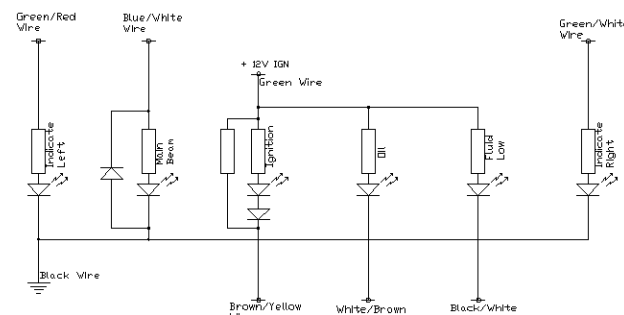 Green/Red
Wire
Blue/White
Wire
+ 12V IGN
Green Wire
Green/White
Wire
Indicate
Left
Main
Beam
Ignition
Oil
Fluid
Low
Indicate
Right
Black Wire
Brown/Yellow
White/Brown
Black/White